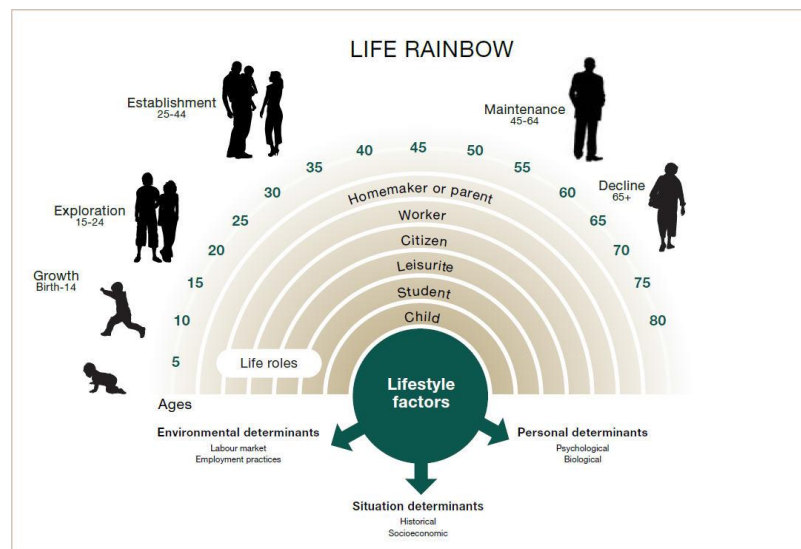 LIFE RAINBOW
Establishment
25-44
Maintenance
45-64
Exploration
15-24
Decline
65+
Growth
Birth-14
5
10
15
20
25
30
35
40
45
50
55
60
65
70
75
80
Homemaker or parent
Worker
Citizen
Leisurite
Student
Child
Life roles
Ages
Lifestyle
factors
Environmental determinants
Labour market
Employment practices
Personal determinants
Psychological
Biological
Situation determinants
Historical
Socioeconomic